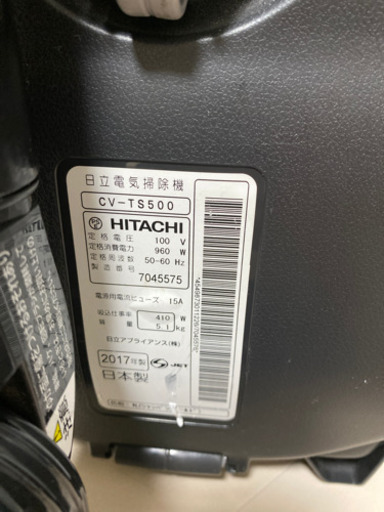 日立電気掃除機
CV-TS500
HITACHI
定格電圧 100 V
定格消費電力 960 W
定格周波数 50-60 Hz
製造番号 7045575
電源用電流ヒューズ 15A
吸込仕事率 410 W
5.1 kg
日立アプライアンス(株)
2017年製 JET
日本製